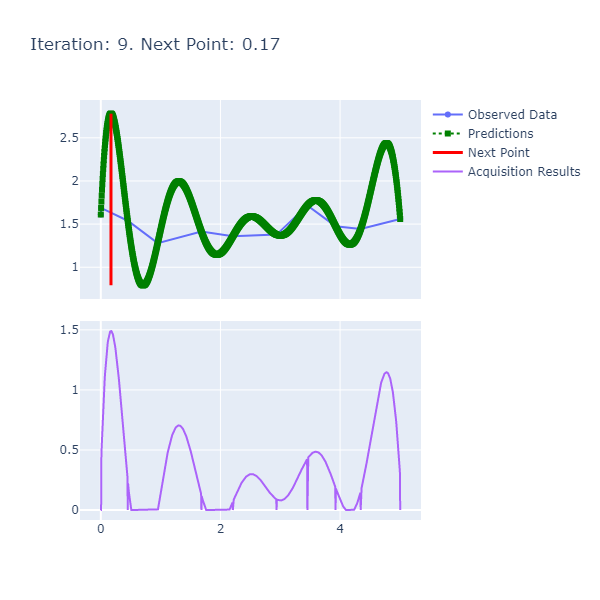 Iteration: 9. Next Point: 0.17
Observed Data
Predictions
Next Point
Acquisition Results
2.5
2
1.5
1
1.5
1
0.5
0
0
2
4